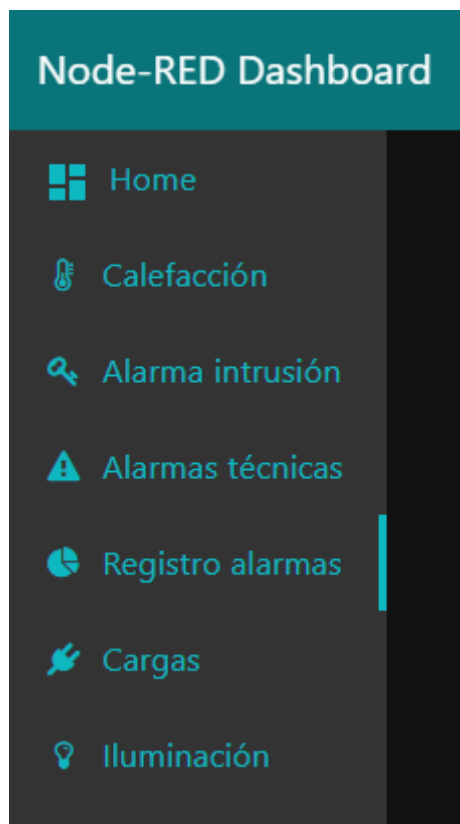 Node-RED Dashboard
Home
Calefacción
Alarma intrusión
Alarmas técnicas
Registro alarmas
Cargas
Iluminación